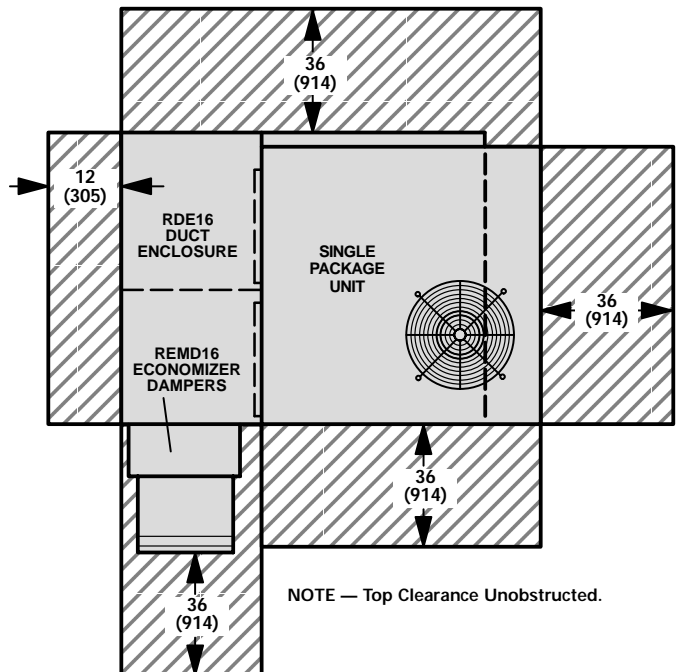 36
(914)
12
(305)
RDE16
DUCT
ENCLOSURE
SINGLE
PACKAGE
UNIT
36
(914)
REMD16
ECONOMIZER
DAMPERS
36
(914)
NOTE — Top Clearance Unobstructed.
36
(914)